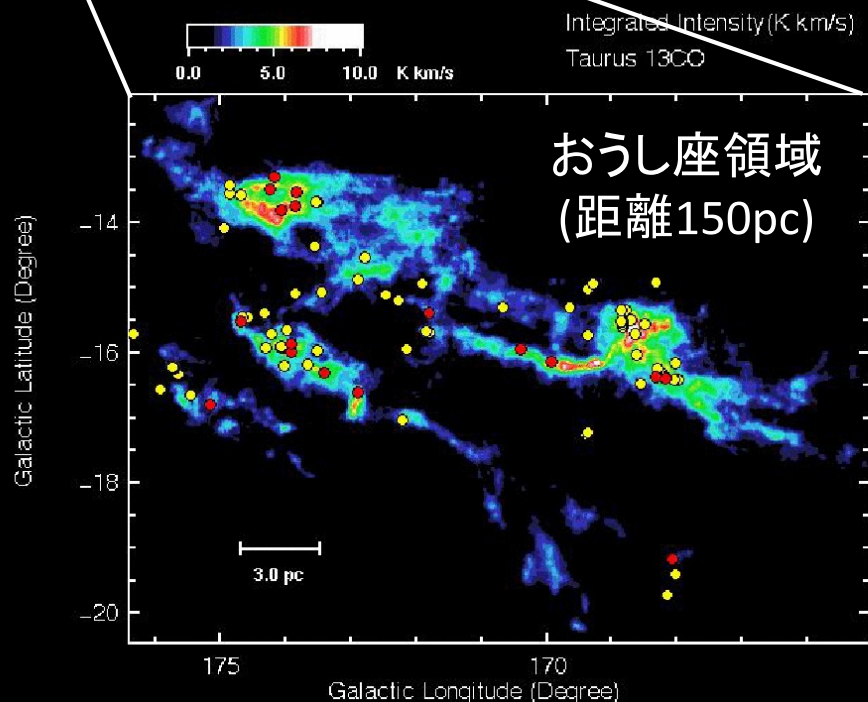 Integrated Intensity(K km/s)
Taurus 13CO
0.0 5.0 10.0 K km/s
おうし座領域
(距離150pc)
Galactic Latitude (Degree)
−14
−16
−18
−20
3.0 pc
175 170
Galactic Longitude (Degree)